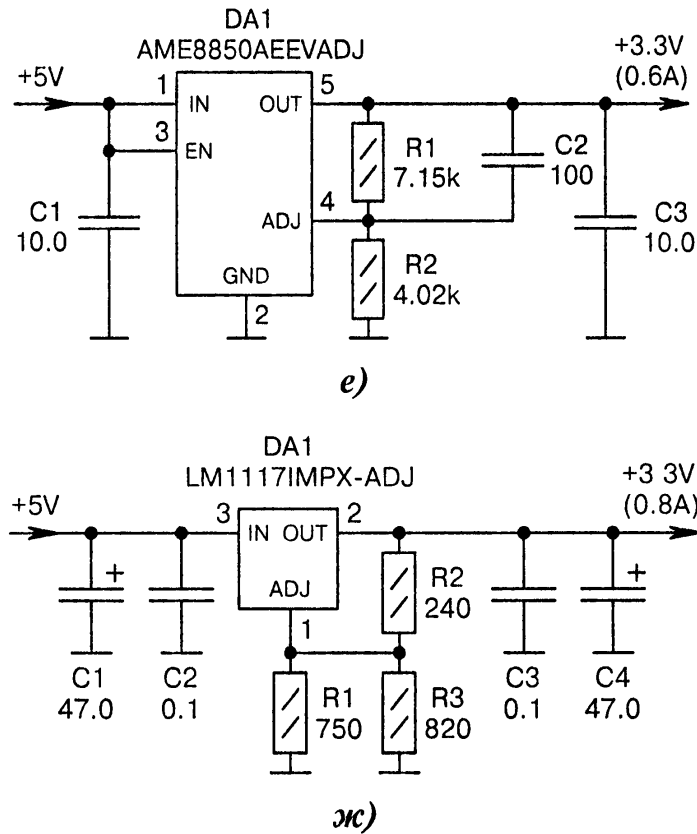 DA1
AME8850AEEVADJ
+5V
+3.3V
(0.6A)
1
IN
OUT
5
3
EN
R1
7.15k
C2
100
C1
10.0
ADJ
4
C3
10.0
R2
4.02k
GND
2
е)
DA1
LM1117IMPX-ADJ
+5V
+3 3V
(0.8A)
3
IN OUT
2
ADJ
R2
240
+
+
1
C1
47.0
C2
0.1
R1
750
R3
820
C3
0.1
C4
47.0
ж)